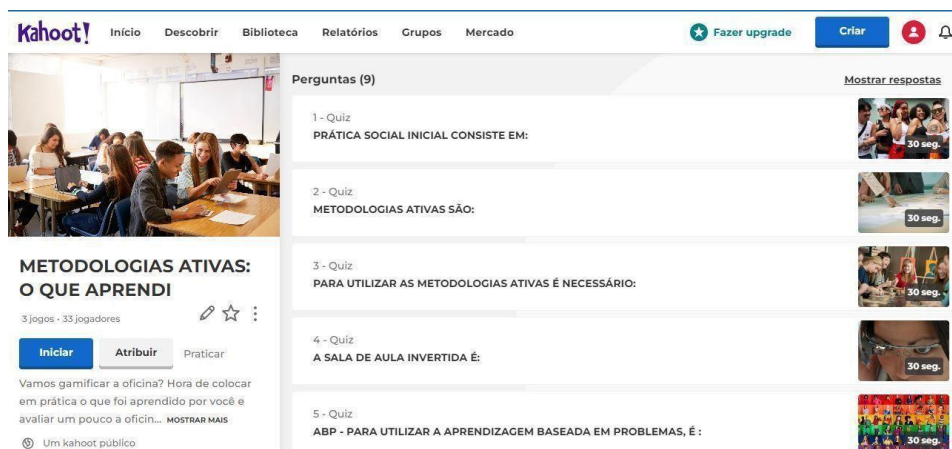 Kahoot! Início Descobrir Biblioteca Relatórios Grupos Mercado Fazer upgrade Criar
METODOLOGIAS ATIVAS:
O QUE APRENDI
3 jogos · 33 jogadores
Iniciar Atribuir Praticar
Vamos gamificar a oficina? Hora de colocar
em prática o que foi aprendido por você e
avaliar um pouco a oficin... MOSTRAR MAIS
Um kahoot público
Perguntas (9) Mostrar respostas
1 - Quiz
PRÁTICA SOCIAL INICIAL CONSISTE EM:
30 seg.
2 - Quiz
METODOLOGIAS ATIVAS SÃO:
30 seg.
3 - Quiz
PARA UTILIZAR AS METODOLOGIAS ATIVAS É NECESSÁRIO:
30 seg.
4 - Quiz
A SALA DE AULA INVERTIDA É:
30 seg.
5 - Quiz
ABP - PARA UTILIZAR A APRENDIZAGEM BASEADA EM PROBLEMAS, É :
30 seg.